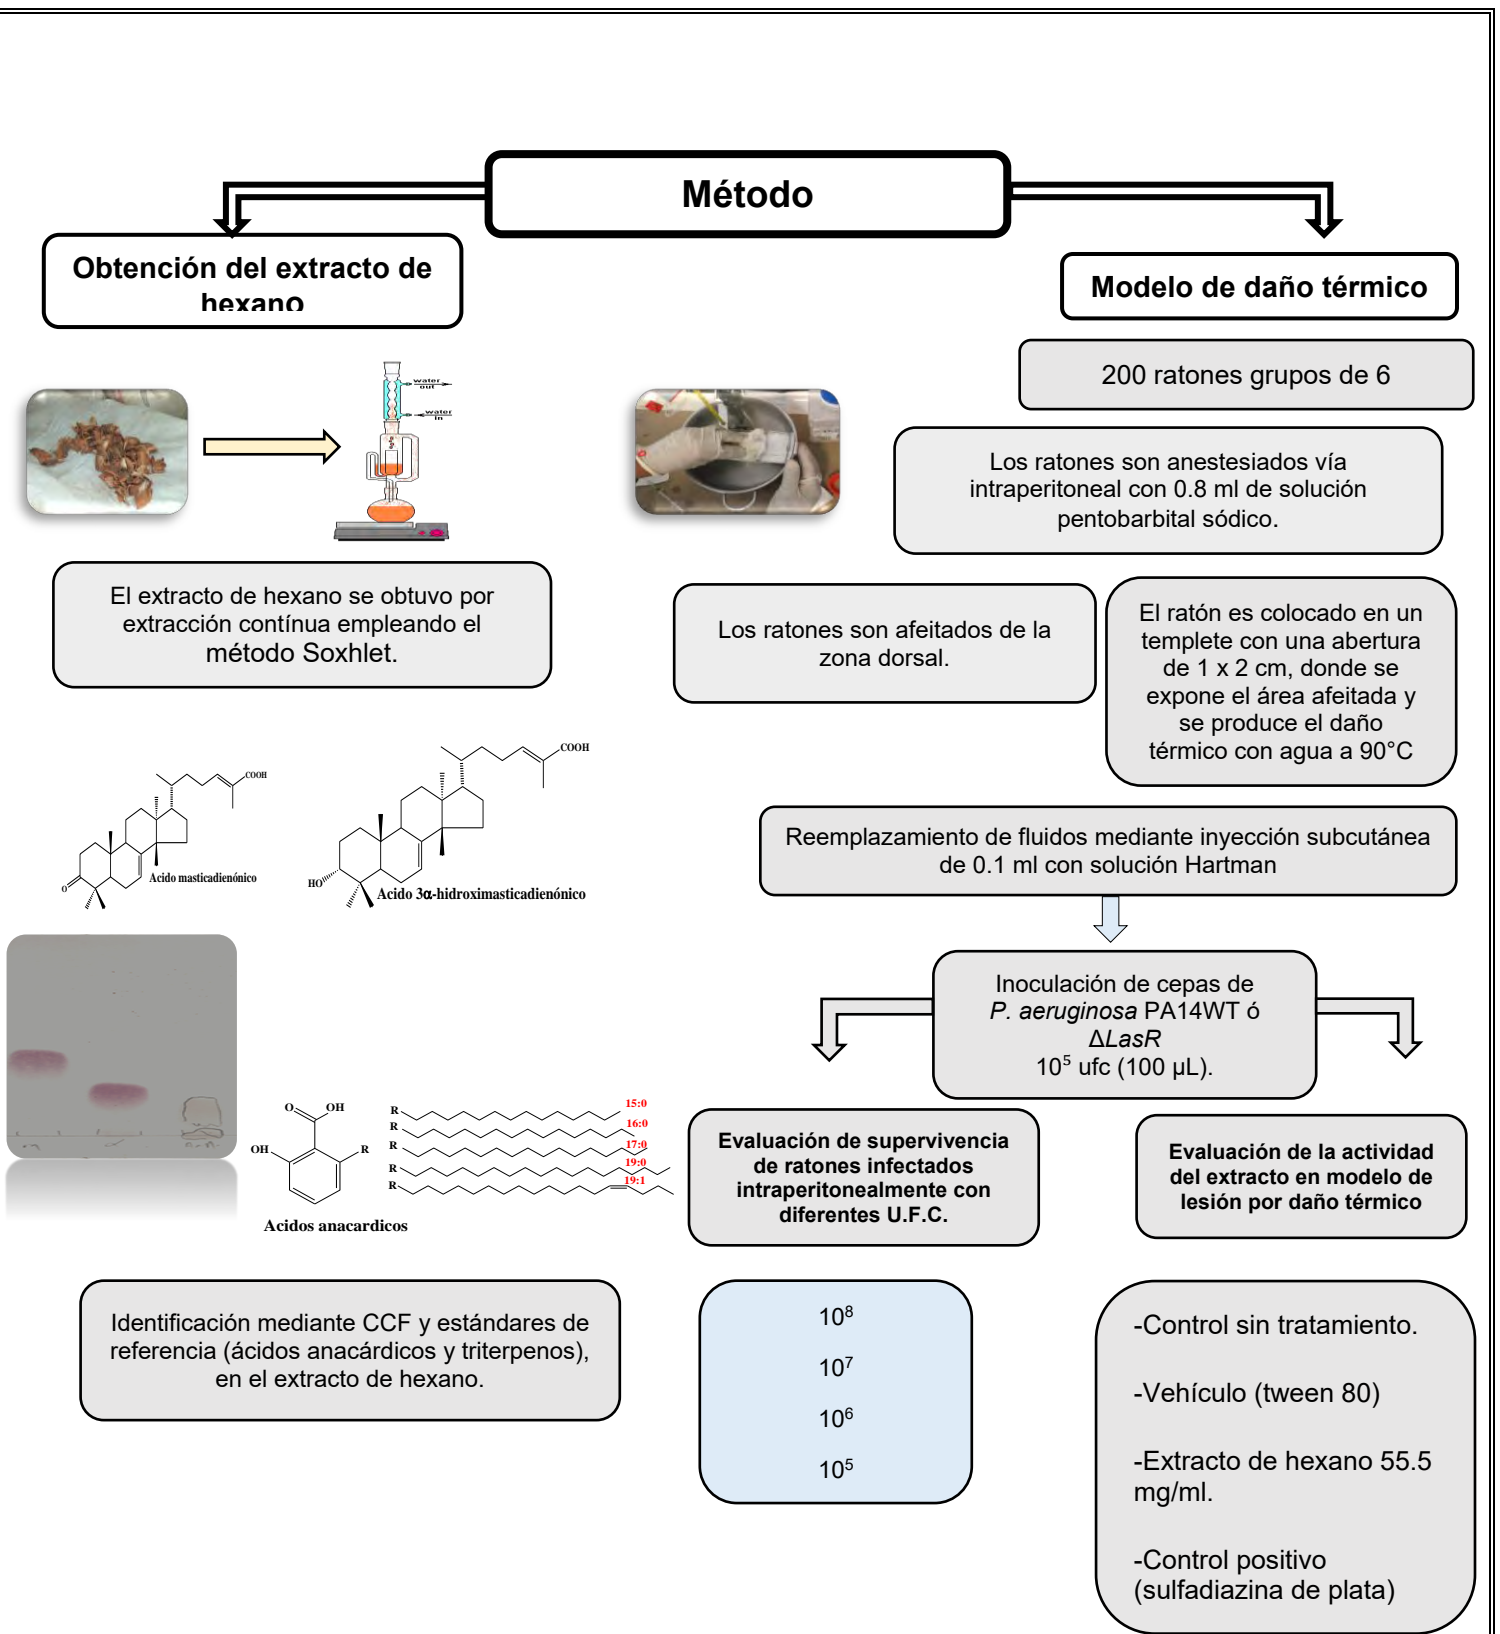 Método
Obtención del extracto de
hexano
water
out
water
in
El extracto de hexano se obtuvo por
extracción contínua empleando el
método Soxhlet.
COOH
O
Acido masticadienónico
COOH
HO
Acido 3α-hidroximasticadienónico
O
OH
OH
R
Acidos anacardicos
R 15:0
R 16:0
R 17:0
R 19:0
R 19:1
Identificación mediante CCF y estándares de
referencia (ácidos anacárdicos y triterpenos),
en el extracto de hexano.
Modelo de daño térmico
200 ratones grupos de 6
Los ratones son anestesiados vía
intraperitoneal con 0.8 ml de solución
pentobarbital sódico.
Los ratones son afeitados de la
zona dorsal.
El ratón es colocado en un
templete con una abertura
de 1 x 2 cm, donde se
expone el área afeitada y
se produce el daño
térmico con agua a 90°C
Reemplazamiento de fluidos mediante inyección subcutánea
de 0.1 ml con solución Hartman
Inoculación de cepas de
P. aeruginosa PA14WT ó
ΔLasR
10⁵ ufc (100 µL).
Evaluación de supervivencia
de ratones infectados
intraperitonealmente con
diferentes U.F.C.
10⁸
10⁷
10⁶
10⁵
Evaluación de la actividad
del extracto en modelo de
lesión por daño térmico
-Control sin tratamiento.
-Vehículo (tween 80)
-Extracto de hexano 55.5
mg/ml.
-Control positivo
(sulfadiazina de plata)